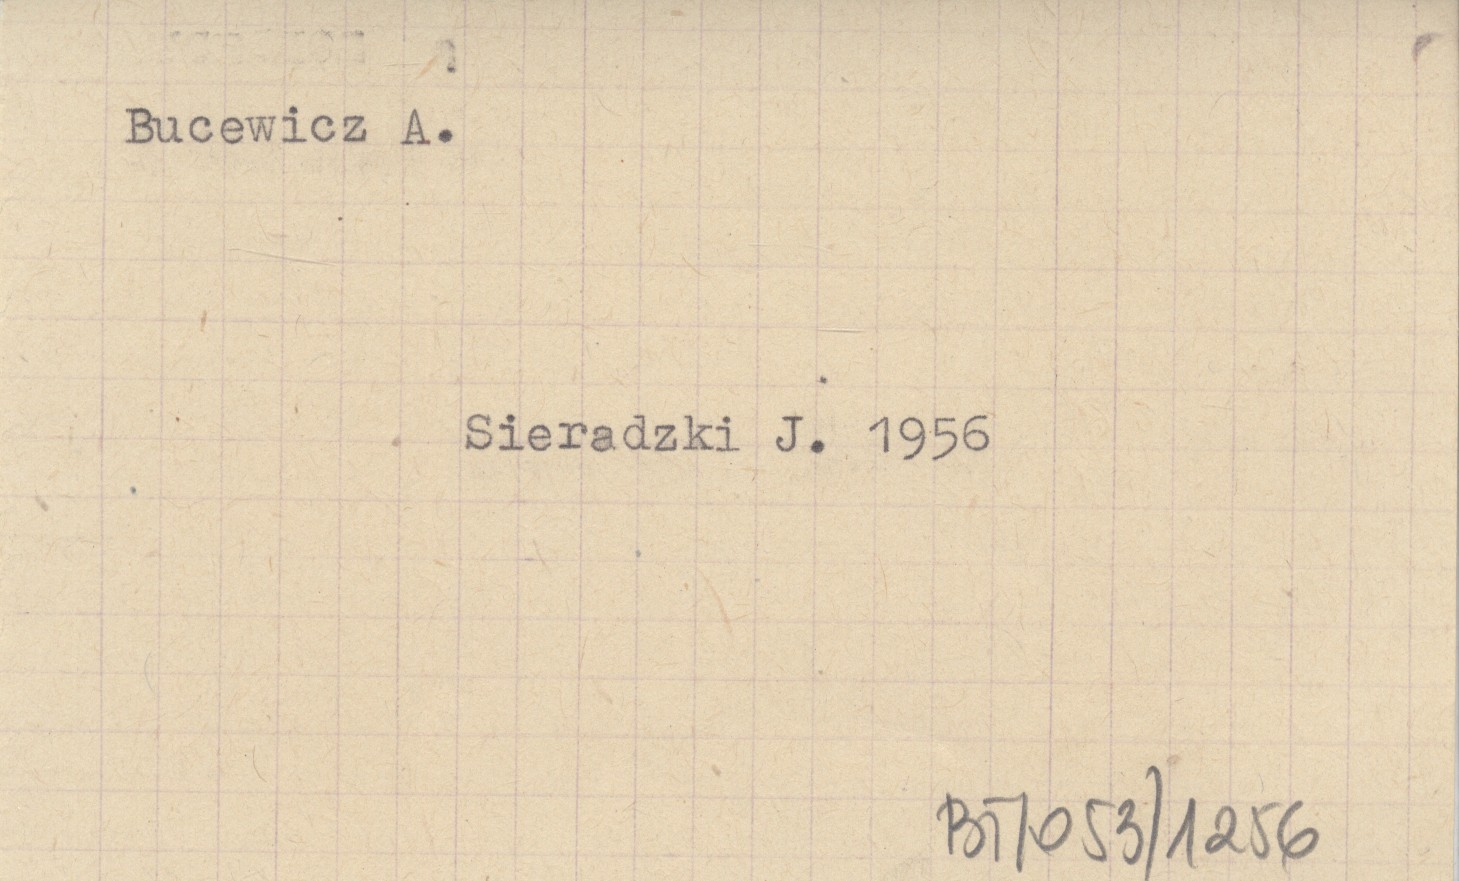 Bucewicz A.
Sieradzki J. 1956
BT/053/1256